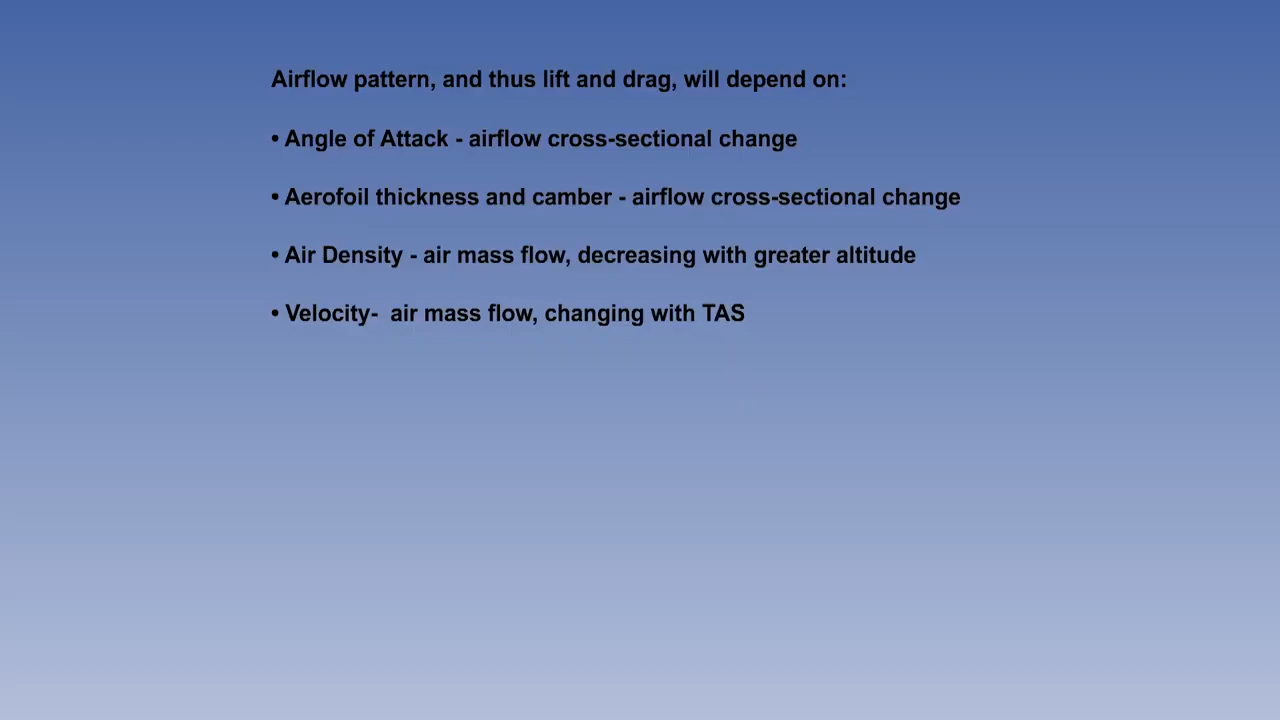 Airflow pattern, and thus lift and drag, will depend on:
• Angle of Attack - airflow cross-sectional change
• Aerofoil thickness and camber - airflow cross-sectional change
• Air Density - air mass flow, decreasing with greater altitude
• Velocity-  air mass flow, changing with TAS